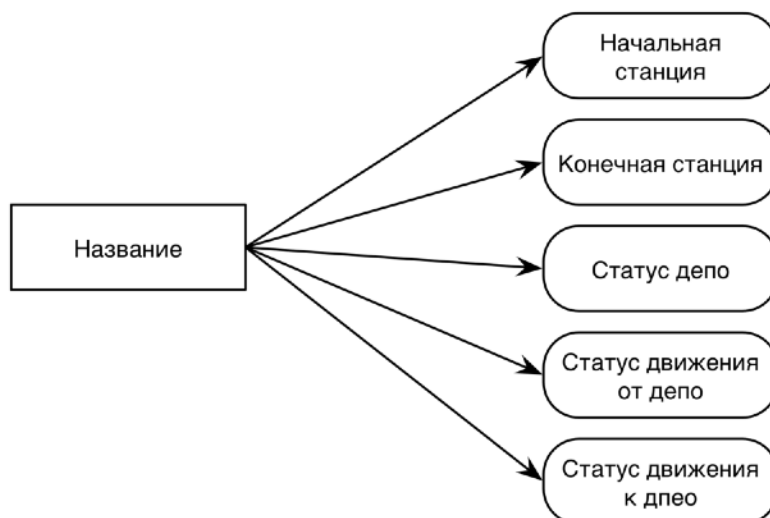 Начальная
станция
Конечная станция
Название
Статус депо
Статус движения
от депо
Статус движения
к дпео